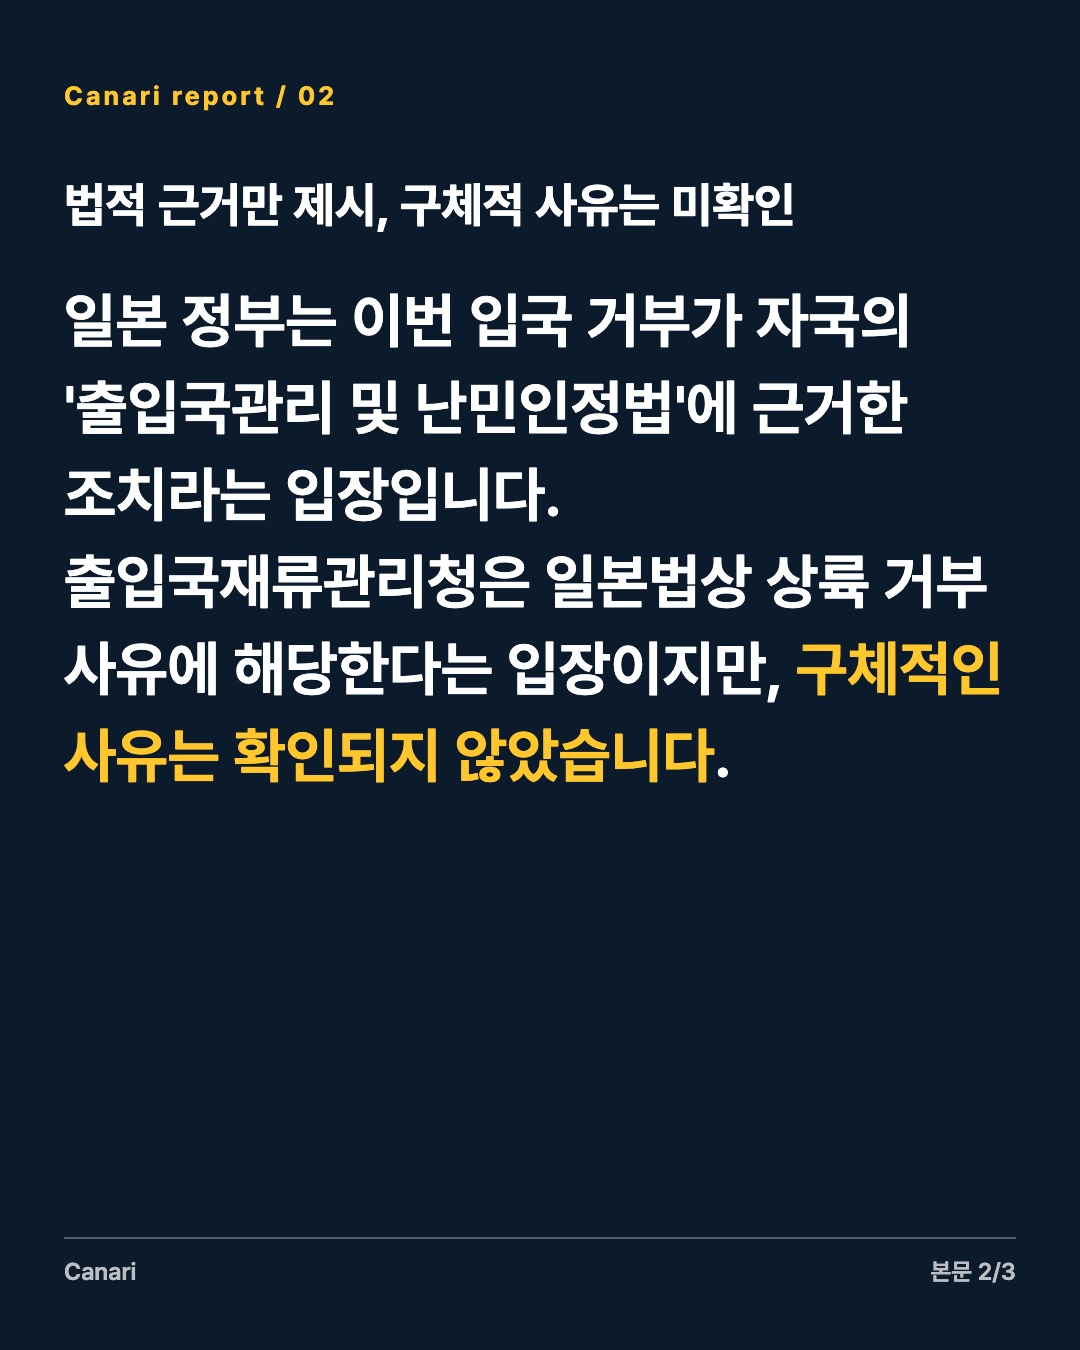 Canari report / 02
법적 근거만 제시, 구체적 사유는 미확인
일본 정부는 이번 입국 거부가 자국의
'출입국관리 및 난민인정법'에 근거한
조치라는 입장입니다.
출입국재류관리청은 일본법상 상륙 거부
사유에 해당한다는 입장이지만, 구체적인
사유는 확인되지 않았습니다.
Canari
본문 2/3